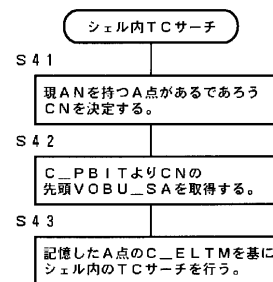 シェル内TCサーチ
S41
現ANを持つA点があるであろう
CNを決定する。
S42
C_PBITよりCNの
先頭VOBU_SAを取得する。
S43
記憶したA点のC_ELTMを基に
シェル内のTCサーチを行う。